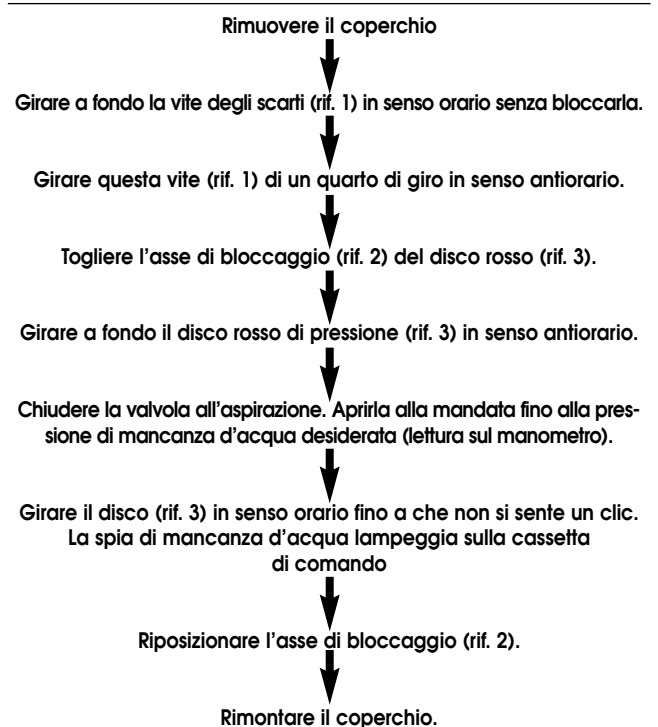 Rimuovere il coperchio
Girare a fondo la vite degli scarti (rif. 1) in senso orario senza bloccarla.
Girare questa vite (rif. 1) di un quarto di giro in senso antiorario.
Togliere l'asse di bloccaggio (rif. 2) del disco rosso (rif. 3).
Girare a fondo il disco rosso di pressione (rif. 3) in senso antiorario.
Chiudere la valvola all'aspirazione. Aprirla alla mandata fino alla pres-
sione di mancanza d'acqua desiderata (lettura sul manometro).
Girare il disco (rif. 3) in senso orario fino a che non si sente un clic.
La spia di mancanza d'acqua lampeggia sulla cassetta
di comando
Riposizionare l'asse di bloccaggio (rif. 2).
Rimontare il coperchio.